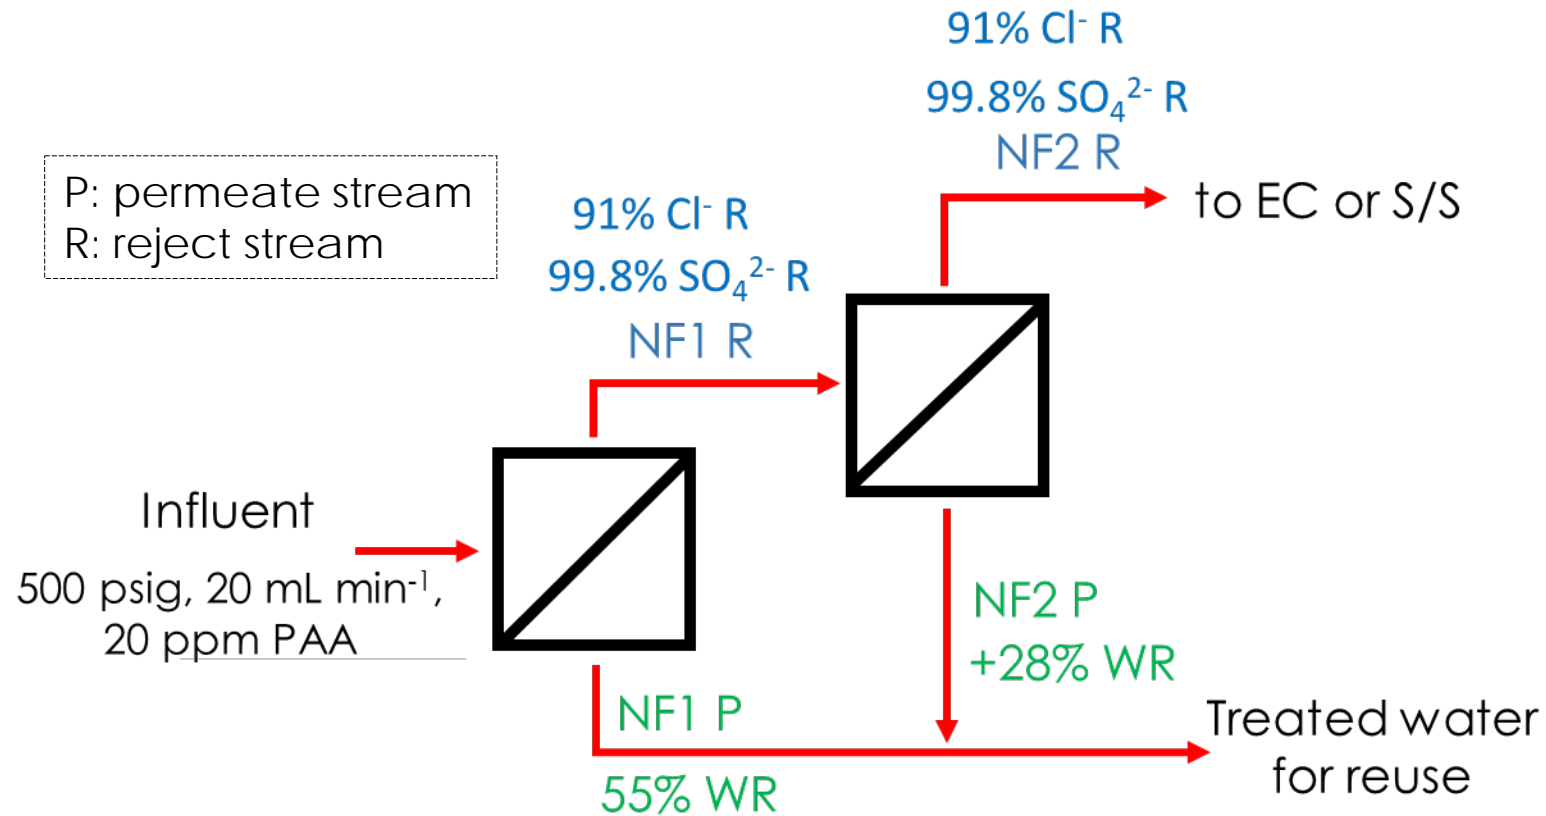 91% Cl⁻ R
99.8% SO₄²⁻ R
NF2 R
to EC or S/S
P: permeate stream
R: reject stream
91% Cl⁻ R
99.8% SO₄²⁻ R
NF1 R
Influent
500 psig, 20 mL min⁻¹,
20 ppm PAA
NF2 P
+28% WR
NF1 P
55% WR
Treated water
for reuse